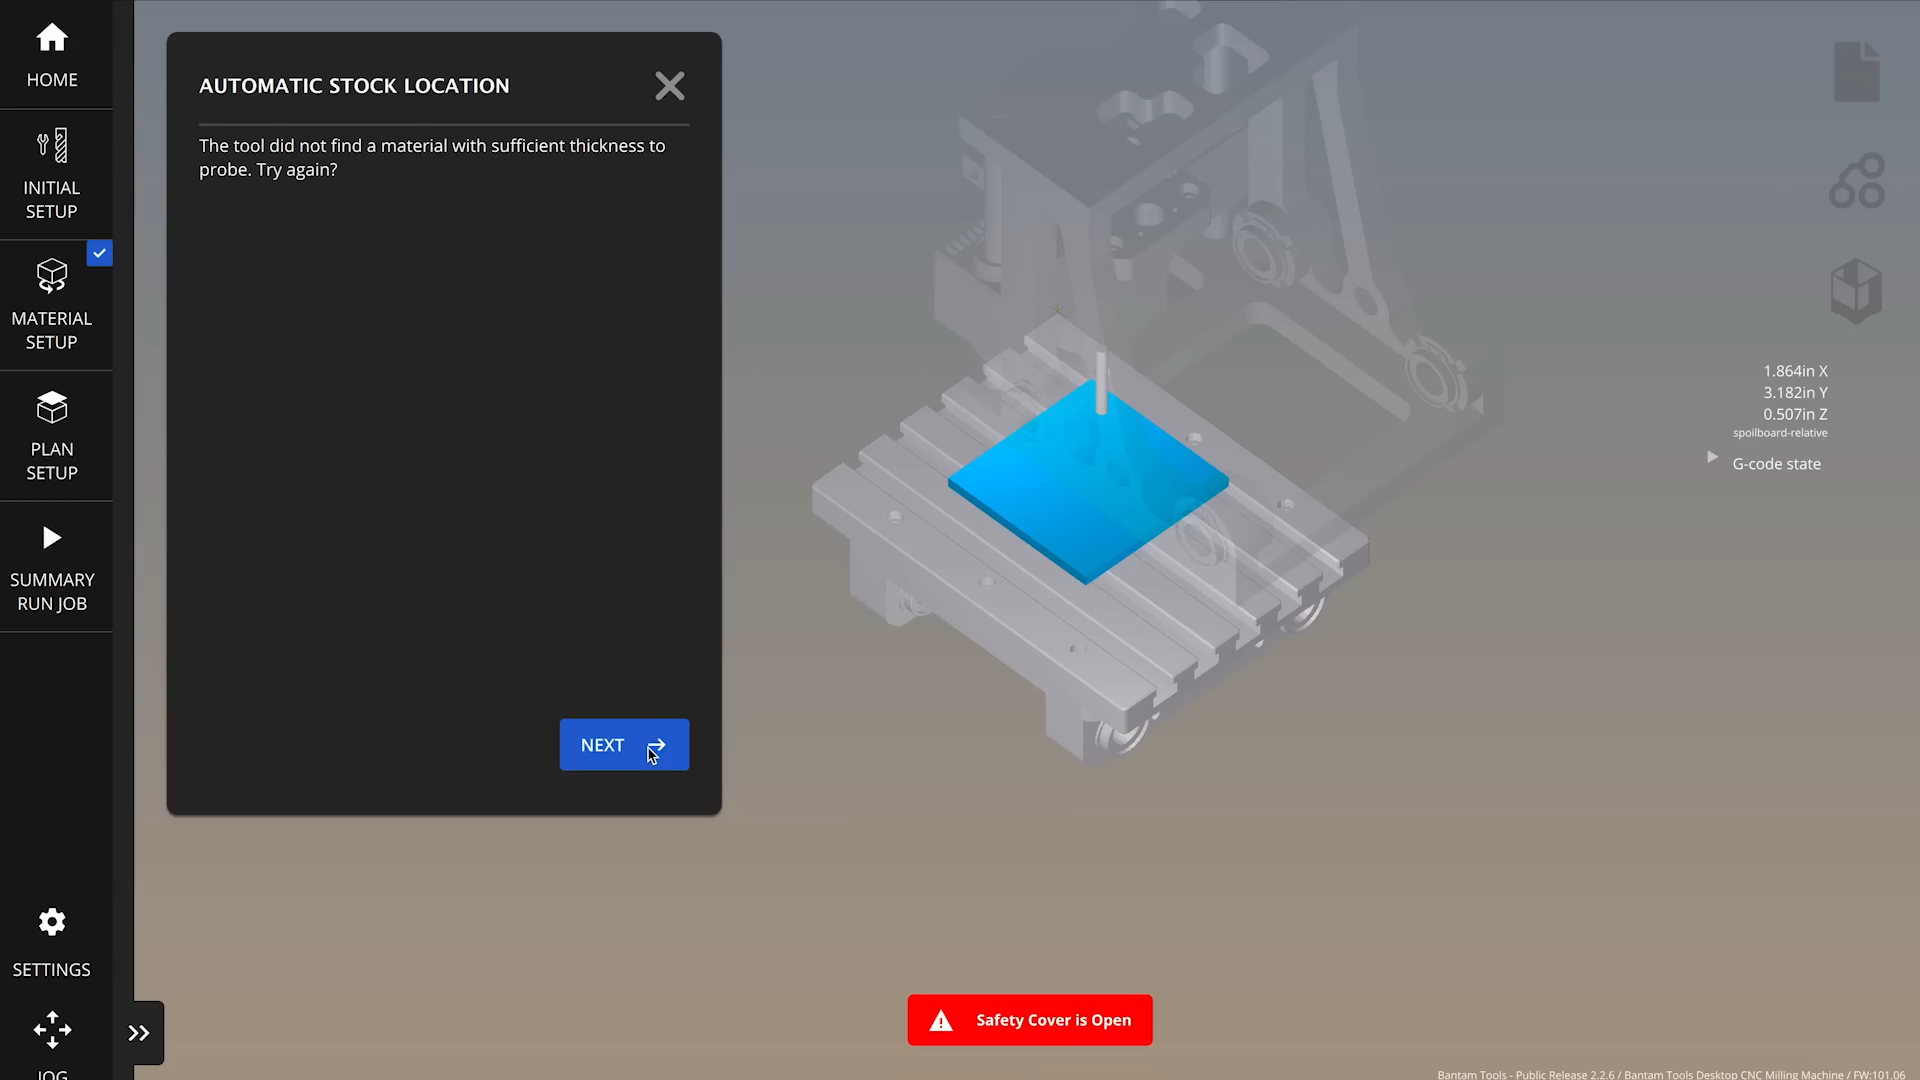 HOME
INITIAL
SETUP
MATERIAL
SETUP
PLAN
SETUP
SUMMARY
RUN JOB
SETTINGS
JOG
AUTOMATIC STOCK LOCATION
The tool did not find a material with sufficient thickness to
probe. Try again?
NEXT
1.864in X
3.182in Y
0.507in Z
spoilboard-relative
G-code state
Safety Cover is Open
Bantam Tools - Public Release 2.2.6 / Bantam Tools Desktop CNC Milling Machine / FW:101.06